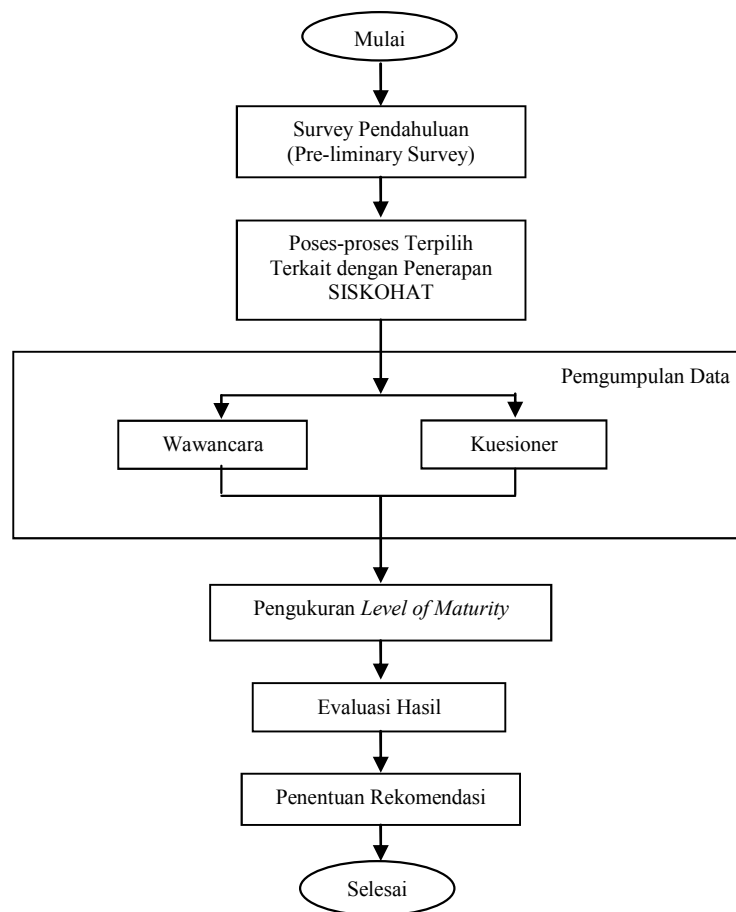 Mulai
Survey Pendahuluan
(Pre-liminary Survey)
Poses-proses Terpilih
Terkait dengan Penerapan
SISKOHAT
Pemgumpulan Data
Wawancara
Kuesioner
Pengukuran Level of Maturity
Evaluasi Hasil
Penentuan Rekomendasi
Selesai